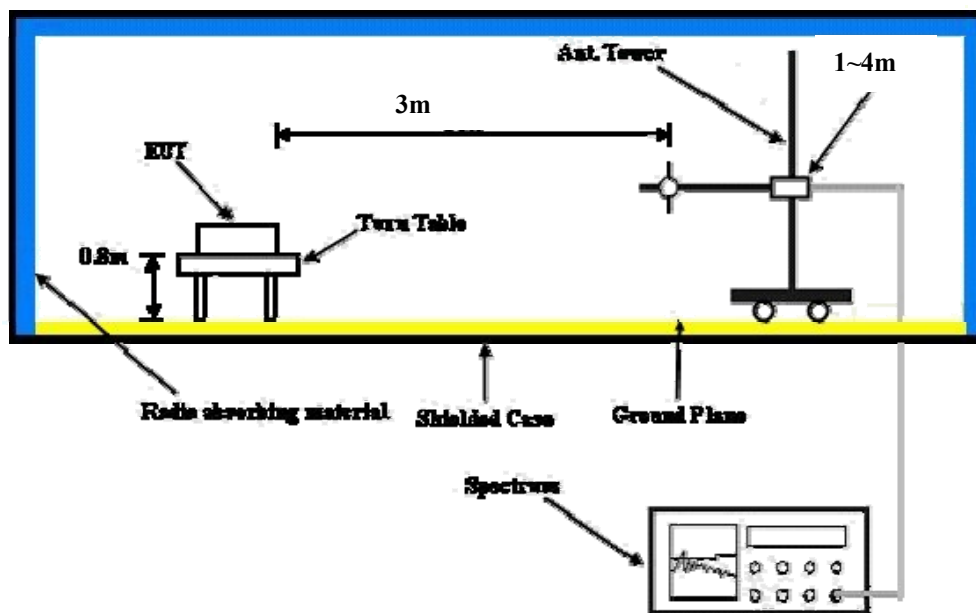 Ant. Tower
1~4m
3m
EUT
Turn Table
0.8m
Radio absorbing material
Shielded Case
Ground Plane
Spectrum